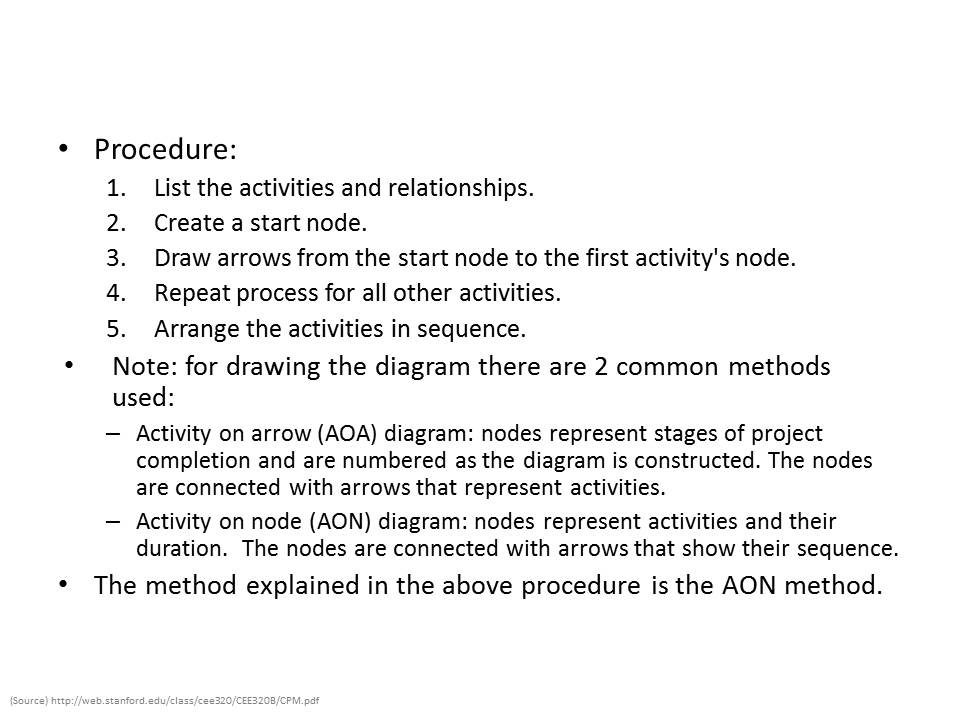 • Procedure:
1. List the activities and relationships.
2. Create a start node.
3. Draw arrows from the start node to the first activity's node.
4. Repeat process for all other activities.
5. Arrange the activities in sequence.
• Note: for drawing the diagram there are 2 common methods
used:
– Activity on arrow (AOA) diagram: nodes represent stages of project
completion and are numbered as the diagram is constructed. The nodes
are connected with arrows that represent activities.
– Activity on node (AON) diagram: nodes represent activities and their
duration.  The nodes are connected with arrows that show their sequence.
• The method explained in the above procedure is the AON method.
(Source) http://web.stanford.edu/class/cee320/CEE320B/CPM.pdf